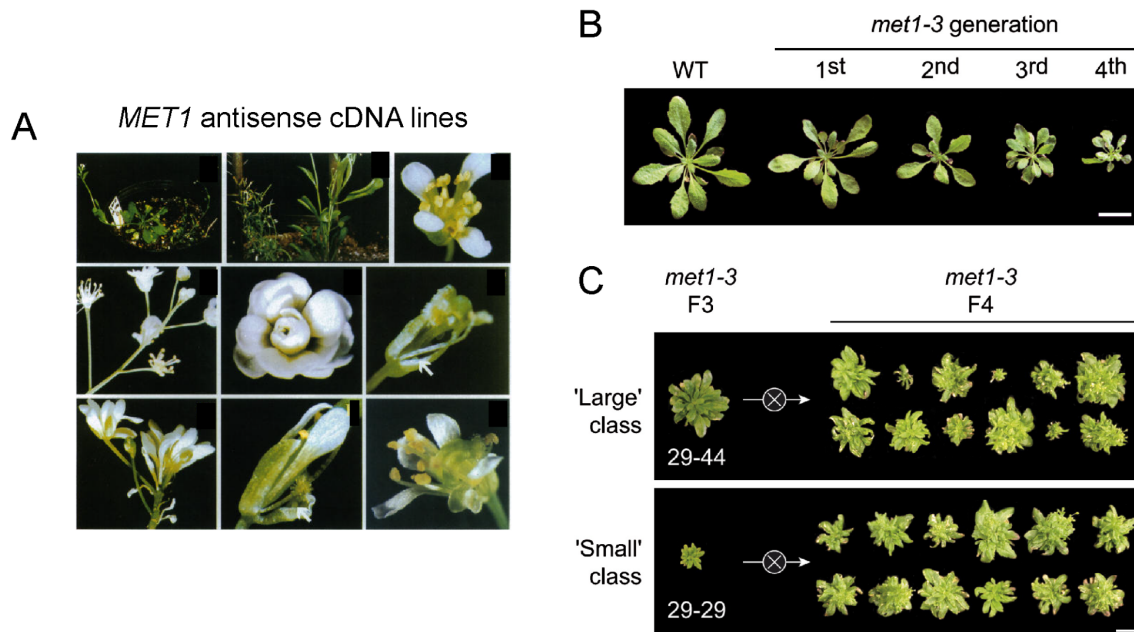 A
MET1 antisense cDNA lines
B
met1-3 generation
WT
1st
2nd
3rd
4th
C
met1-3
F3
met1-3
F4
'Large'
class
29-44
'Small'
class
29-29